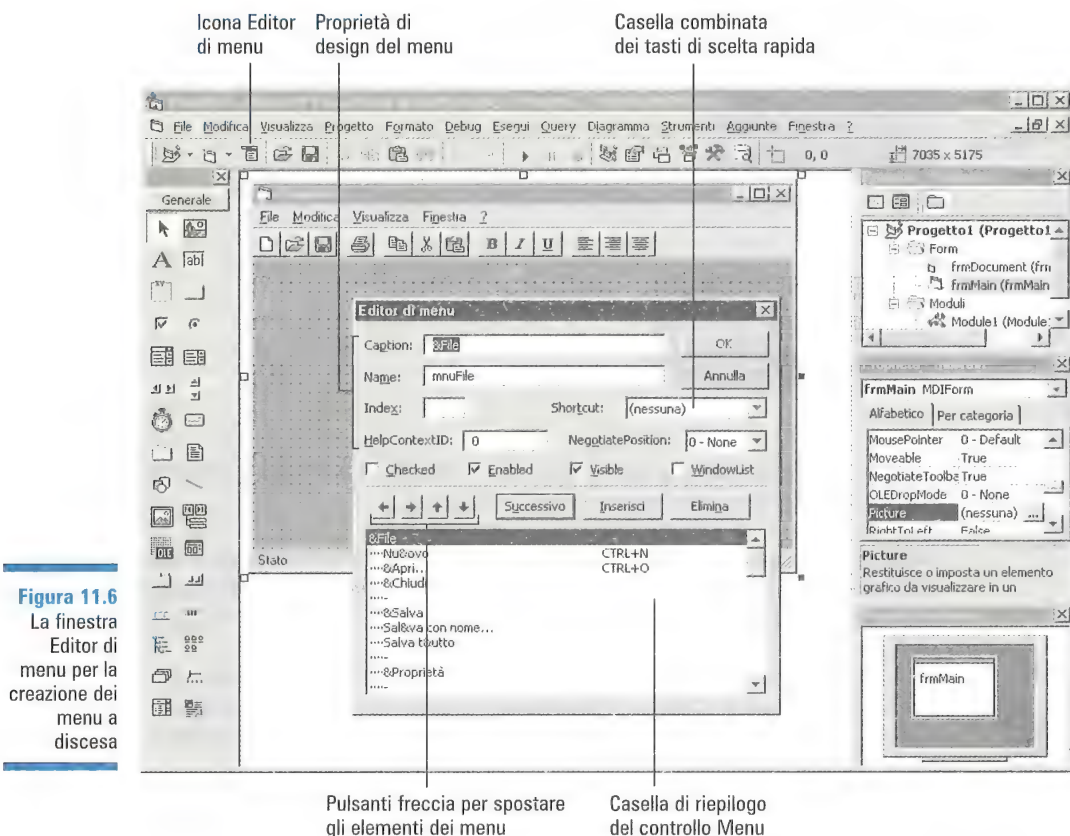 Icona Editor
di menu
Proprietà di
design del menu
Casella combinata
dei tasti di scelta rapida
File Modifica Visualizza Progetto Formato Debug Esegui Query Diagramma Strumenti Aggiunte Finestra ?
0, 0
7035 x 5175
Generale
File Modifica Visualizza Finestra ?
B I U
Editor di menu
Caption: &File
OK
Name: mnuFile
Annulla
Index:
Shortcut: (nessuna)
HelpContextID: 0
NegotiatePosition: 0 - None
Checked Enabled Visible WindowList
Successivo Inserisci Elimina
&File
····Nu&ovo CTRL+N
····&Apri... CTRL+O
····&Chiudi
····-
····&Salva
····Sal&va con nome...
····Salva t&utto
····-
····&Proprietà
····-
Stato
Progetto1 (Progetto1
Form
frmDocument (frm
frmMain (frmMain
Moduli
Module1 (Module
frmMain MDIForm
Alfabetico Per categoria
MousePointer 0 - Default
Moveable True
NegotiateToolba True
OLEDropMode 0 - None
Picture (nessuna) ...
RightToLeft False
Picture
Restituisce o imposta un elemento
grafico da visualizzare in un
frmMain
Figura 11.6
La finestra
Editor di
menu per la
creazione dei
menu a
discesa
Pulsanti freccia per spostare
gli elementi dei menu
Casella di riepilogo
del controllo Menu